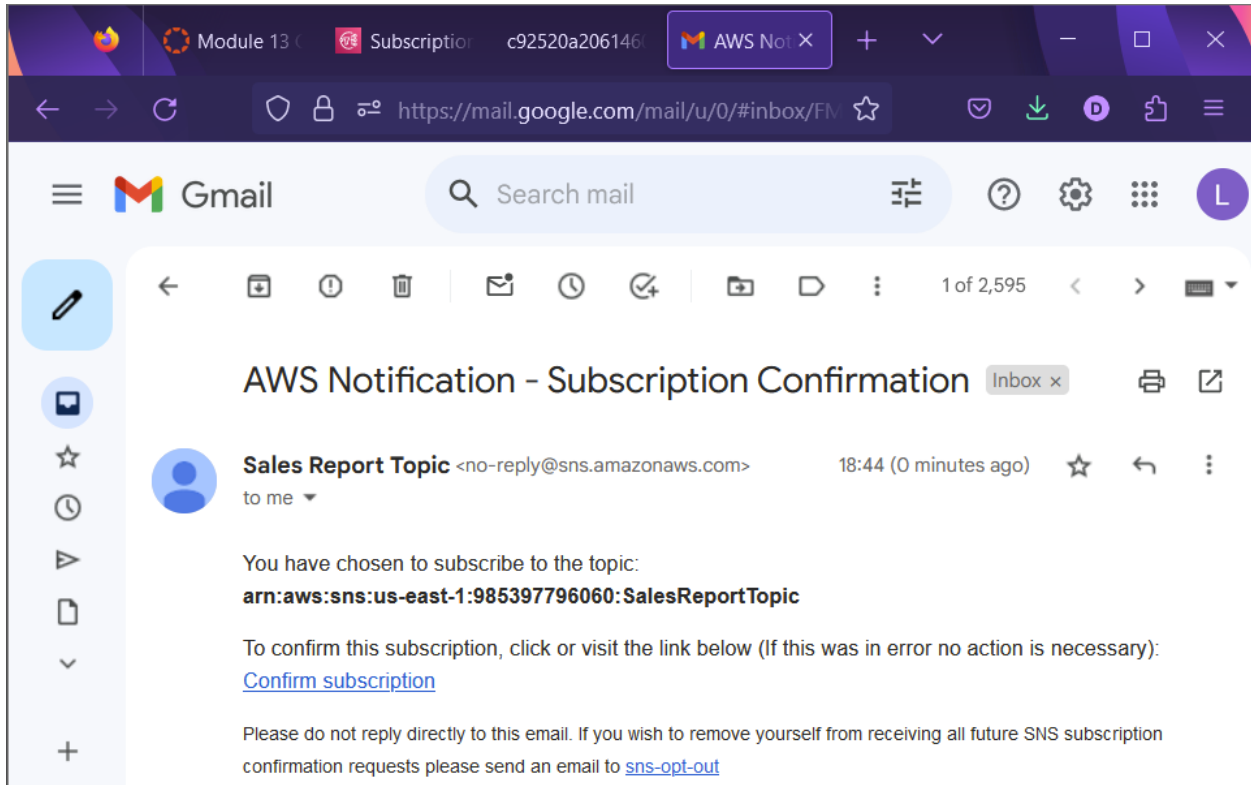 Module 13
Subscription
c92520a206146
AWS Not
https://mail.google.com/mail/u/0/#inbox/FM
D
Gmail
Search mail
L
1 of 2,595
AWS Notification - Subscription Confirmation
Inbox ×
Sales Report Topic <no-reply@sns.amazonaws.com>
18:44 (0 minutes ago)
to me
You have chosen to subscribe to the topic:
arn:aws:sns:us-east-1:985397796060:SalesReportTopic
To confirm this subscription, click or visit the link below (If this was in error no action is necessary):
Confirm subscription
Please do not reply directly to this email. If you wish to remove yourself from receiving all future SNS subscription
confirmation requests please send an email to sns-opt-out